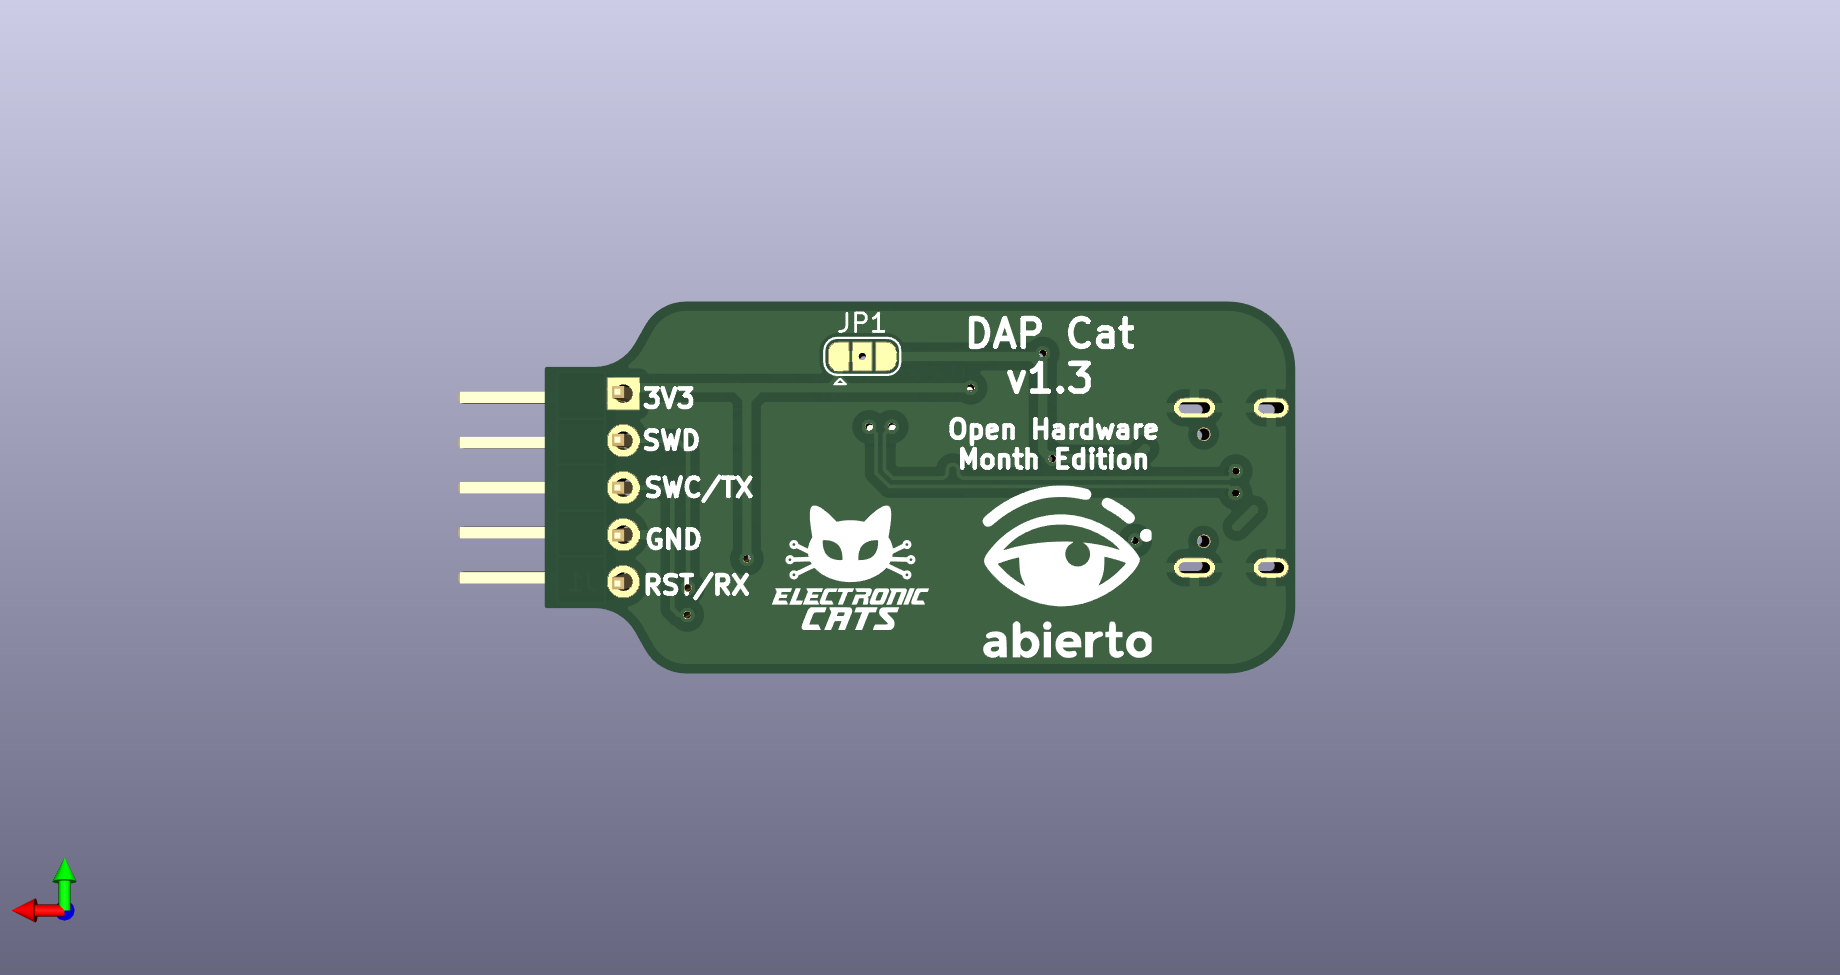 JP1
DAP Cat
v1.3
3V3
SWD
SWC/TX
GND
RST/RX
Open Hardware
Month Edition
ELECTRONIC
CATS
abierto